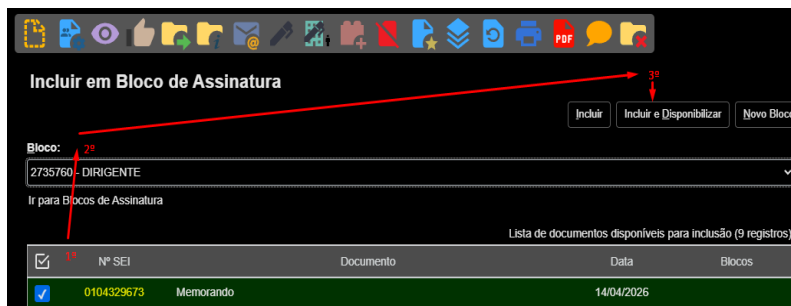 @
i
PDF
Incluir em Bloco de Assinatura
3º
Incluir
Incluir e Disponibilizar
Novo Bloco
Bloco:
2º
2735760 - DIRIGENTE
Ir para Blocos de Assinatura
Lista de documentos disponíveis para inclusão (9 registros)
1º Nº SEI Documento Data Blocos
0104329673 Memorando 14/04/2026